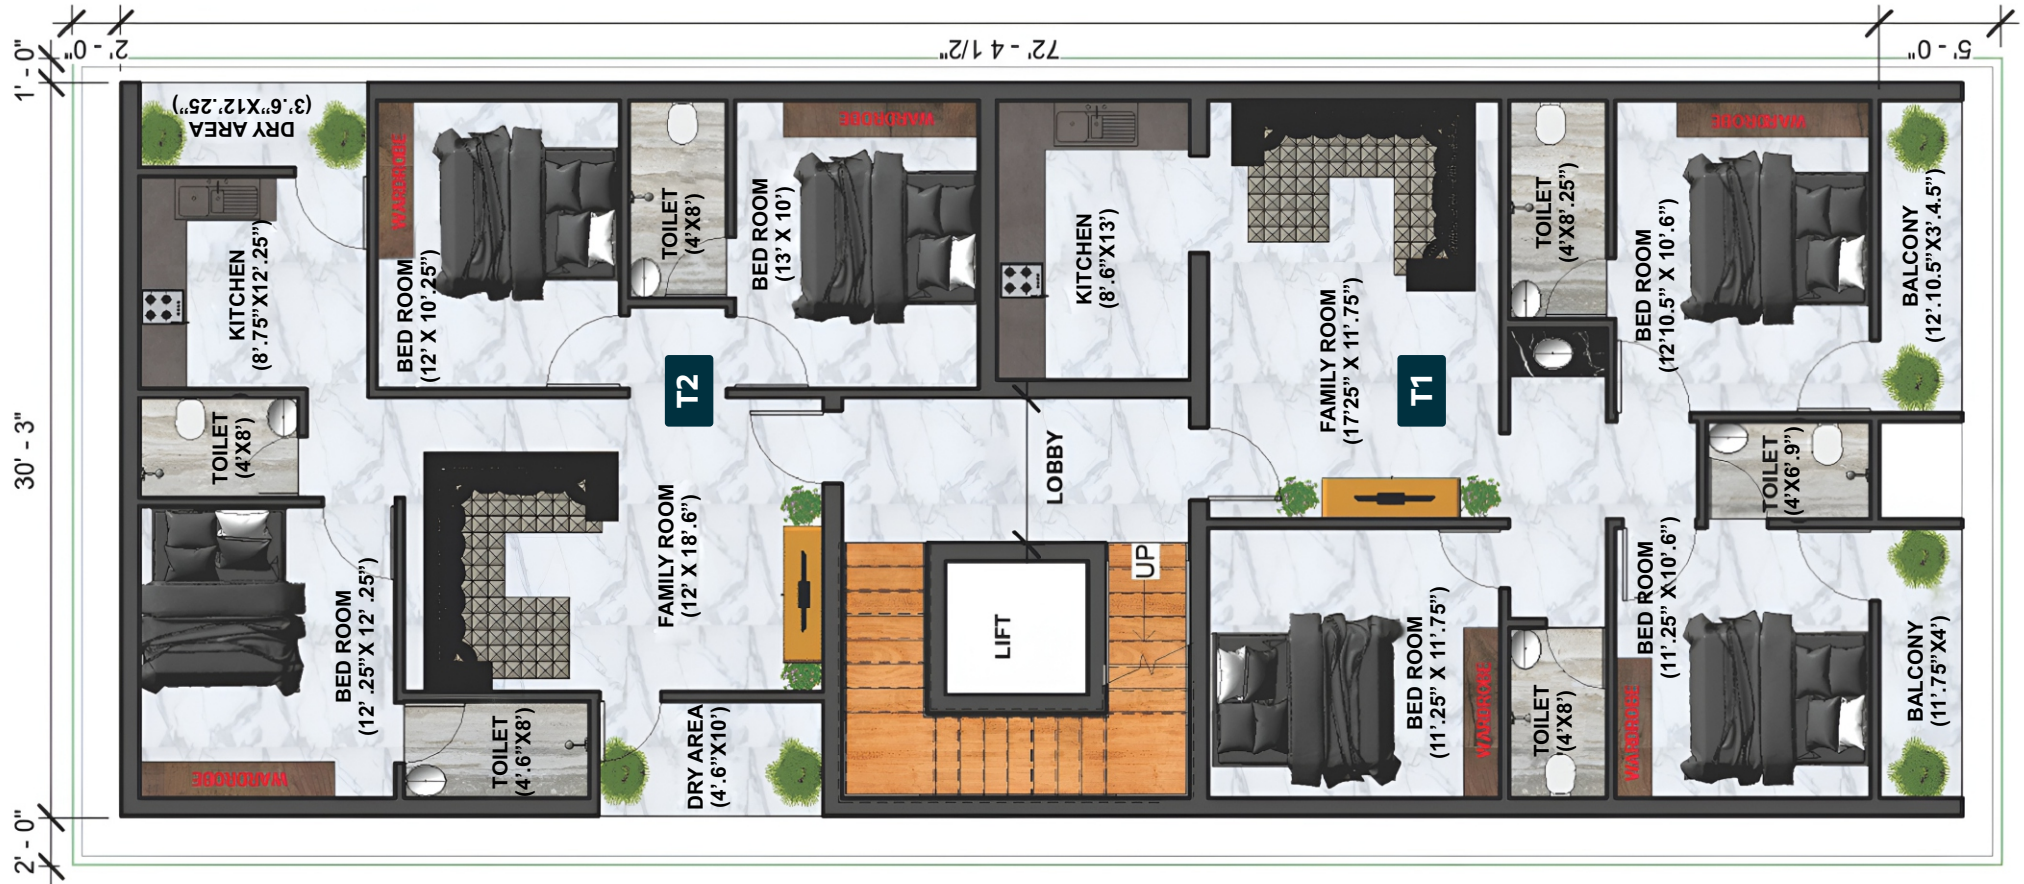 2' - 0"
72' - 4 1/2"
5' - 0"
1' - 0"
30' - 3"
2' - 0"
DRY AREA
(3'.6"X12'.25")
KITCHEN
(8'.75"X12'.25")
WARDROBE
BED ROOM
(12' X 10'.25")
TOILET
(4'X8')
BED ROOM
(13' X 10')
WARDROBE
KITCHEN
(8'.6"X13')
FAMILY ROOM
(17'25" X 11'.75")
T1
TOILET
(4'X8'.25")
WARDROBE
BED ROOM
(12'10.5" X 10'.6")
BALCONY
(12'.10.5"X3'.4.5")
TOILET
(4'X8')
T2
LOBBY
TOILET
(4'X6'.9")
BED ROOM
(12'.25"X 12' .25")
WARDROBE
TOILET
(4'.6"X8')
FAMILY ROOM
(12' X 18'.6")
DRY AREA
(4'.6"X10')
LIFT
UP
BED ROOM
(11'.25" X 11'.75")
WARDROBE
TOILET
(4'X8')
WARDROBE
BED ROOM
(11'.25" X10'.6")
BALCONY
(11'.75"X4')